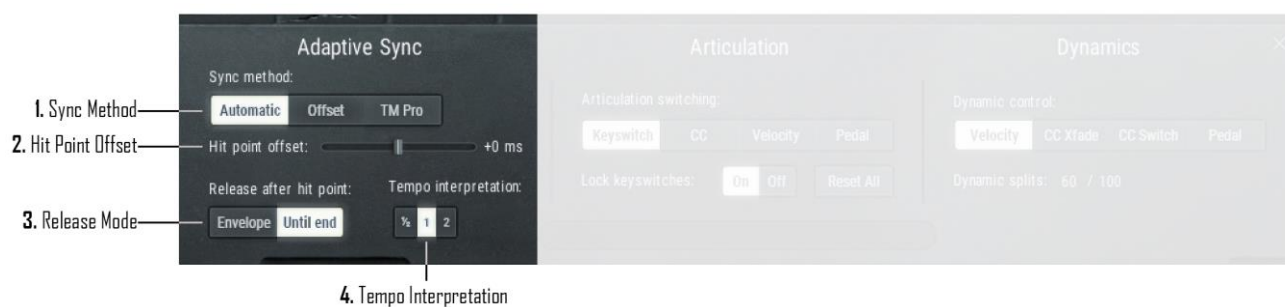 Adaptive Sync
Sync method:
Automatic Offset TM Pro
Hit point offset: +0 ms
Release after hit point: Tempo interpretation:
Envelope Until end ½ 1 2
Articulation
Articulation switching:
Keyswitch CC Velocity Pedal
Lock keyswitches: On Off Reset All
Dynamics
Dynamic control:
Velocity CC Xfade CC Switch Pedal
Dynamic splits: 60 / 100
1. Sync Method
2. Hit Point Offset
3. Release Mode
4. Tempo Interpretation